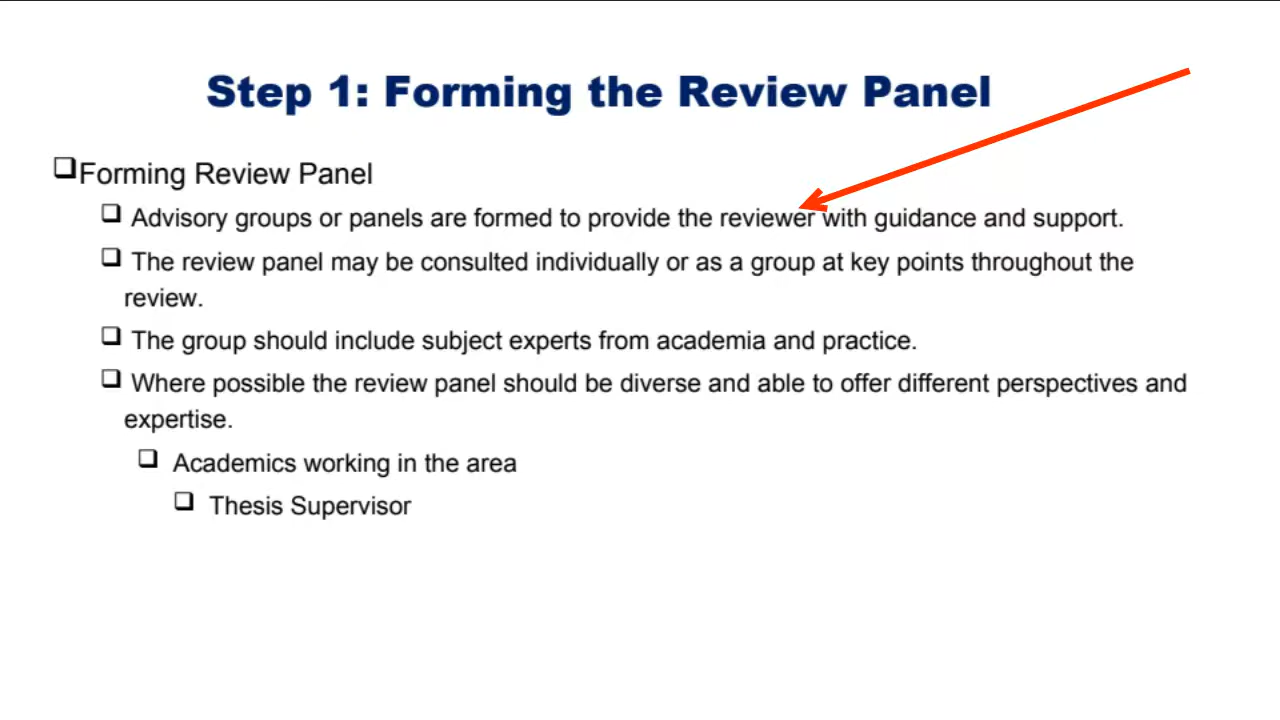 Step 1: Forming the Review Panel
Forming Review Panel
Advisory groups or panels are formed to provide the reviewer with guidance and support.
The review panel may be consulted individually or as a group at key points throughout the
review.
The group should include subject experts from academia and practice.
Where possible the review panel should be diverse and able to offer different perspectives and
expertise.
Academics working in the area
Thesis Supervisor